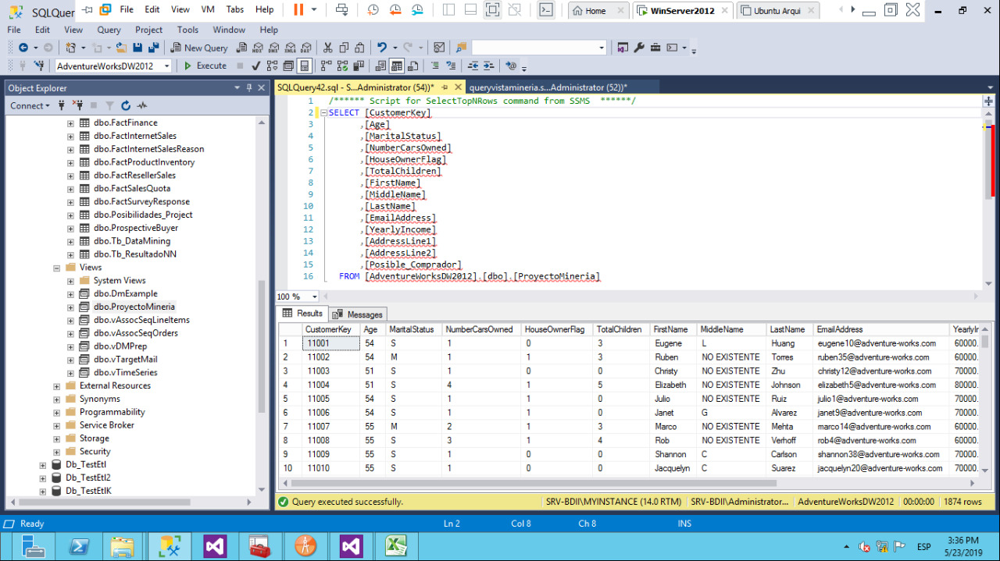 SQLQuer
File Edit View VM Tabs Help
Home WinServer2012 Ubuntu Arqui
File Edit View Query Project Tools Window Help
New Query MDX DMX XMLA DAX
AdventureWorksDW2012 Execute
Object Explorer
Connect
dbo.FactFinance
dbo.FactInternetSales
dbo.FactInternetSalesReason
dbo.FactProductInventory
dbo.FactResellerSales
dbo.FactSalesQuota
dbo.FactSurveyResponse
dbo.Posibilidades_Project
dbo.ProspectiveBuyer
dbo.Tb_DataMining
dbo.Tb_ResultadoNN
Views
System Views
dbo.DmExample
dbo.ProyectoMineria
dbo.vAssocSeqLineItems
dbo.vAssocSeqOrders
dbo.vDMPrep
dbo.vTargetMail
dbo.vTimeSeries
External Resources
Synonyms
Programmability
Service Broker
Storage
Security
Db_TestEtl
Db_TestEtl2
Db_TestEtlK
SQLQuery42.sql - S...Administrator (54))* queryvistamineria.s...Administrator (52))*
1 /****** Script for SelectTopNRows command from SSMS ******/
2 SELECT [CustomerKey]
3 ,[Age]
4 ,[MaritalStatus]
5 ,[NumberCarsOwned]
6 ,[HouseOwnerFlag]
7 ,[TotalChildren]
8 ,[FirstName]
9 ,[MiddleName]
10 ,[LastName]
11 ,[EmailAddress]
12 ,[YearlyIncome]
13 ,[AddressLine1]
14 ,[AddressLine2]
15 ,[Posible_Comprador]
16 FROM [AdventureWorksDW2012].[dbo].[ProyectoMineria]
100 %
Results Messages
CustomerKey Age MaritalStatus NumberCarsOwned HouseOwnerFlag TotalChildren FirstName MiddleName LastName EmailAddress YearlyIn
1 11001 54 S 1 0 3 Eugene L Huang eugene10@adventure-works.com 60000.
2 11002 54 M 1 1 3 Ruben NO EXISTENTE Torres ruben35@adventure-works.com 60000.
3 11003 51 S 1 0 0 Christy NO EXISTENTE Zhu christy12@adventure-works.com 70000.
4 11004 51 S 4 1 5 Elizabeth NO EXISTENTE Johnson elizabeth5@adventure-works.com 80000.
5 11005 54 S 1 1 0 Julio NO EXISTENTE Ruiz julio1@adventure-works.com 70000.
6 11006 54 S 1 1 0 Janet G Alvarez janet9@adventure-works.com 70000.
7 11007 55 M 2 1 3 Marco NO EXISTENTE Mehta marco14@adventure-works.com 60000.
8 11008 55 S 3 1 4 Rob NO EXISTENTE Verhoff rob4@adventure-works.com 60000.
9 11009 55 S 1 0 0 Shannon C Carlson shannon38@adventure-works.com 70000.
10 11010 55 S 1 0 0 Jacquelyn C Suarez jacquelyn20@adventure-works.com 70000.
Query executed successfully. SRV-BDII\MYINSTANCE (14.0 RTM) SRV-BDII\Administrator... AdventureWorksDW2012 00:00:00 1874 rows
Ready Ln 2 Col 8 Ch 8 INS
ESP
3:36 PM
5/23/2019